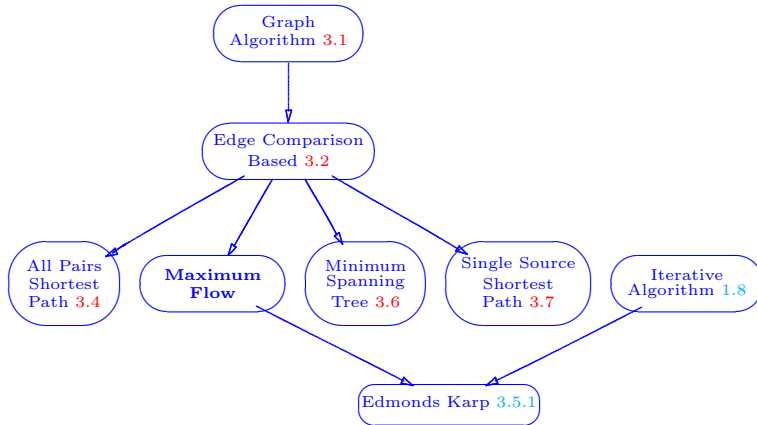 Graph
Algorithm 3.1
Edge Comparison
Based 3.2
All Pairs
Shortest
Path 3.4
Maximum
Flow
Minimum
Spanning
Tree 3.6
Single Source
Shortest
Path 3.7
Iterative
Algorithm 1.8
Edmonds Karp 3.5.1